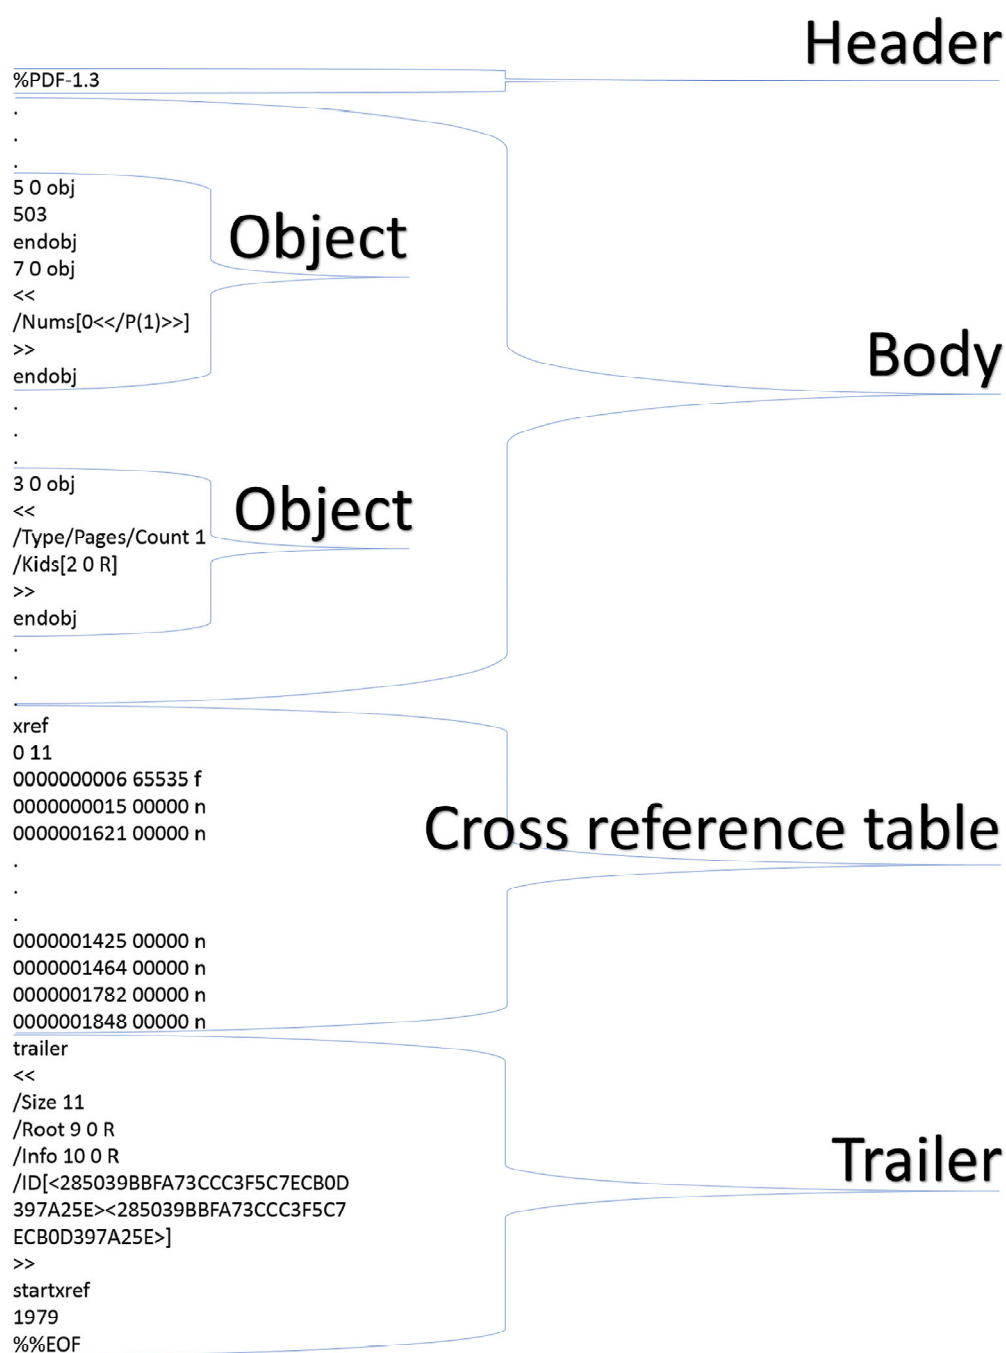 Header
%PDF-1.3
.
.
.
5 0 obj
503
endobj
Object
7 0 obj
<<
/Nums[0<</P(1)>>]
>>
Body
endobj
.
.
.
3 0 obj
<<
Object
/Type/Pages/Count 1
/Kids[2 0 R]
>>
endobj
.
.
.
xref
0 11
0000000006 65535 f
0000000015 00000 n
0000001621 00000 n
Cross reference table
.
.
.
0000001425 00000 n
0000001464 00000 n
0000001782 00000 n
0000001848 00000 n
trailer
<<
/Size 11
/Root 9 0 R
/Info 10 0 R
Trailer
/ID[<285039BBFA73CCC3F5C7ECB0D
397A25E><285039BBFA73CCC3F5C7
ECB0D397A25E>]
>>
startxref
1979
%%EOF